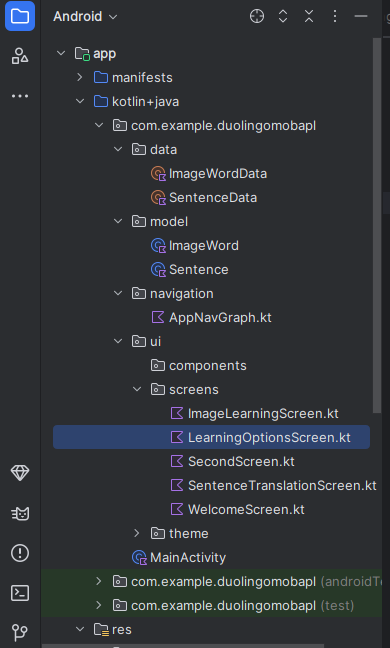 Android
app
manifests
kotlin+java
com.example.duolingomobapl
data
ImageWordData
SentenceData
model
ImageWord
Sentence
navigation
AppNavGraph.kt
ui
components
screens
ImageLearningScreen.kt
LearningOptionsScreen.kt
SecondScreen.kt
SentenceTranslationScreen.kt
WelcomeScreen.kt
theme
MainActivity
com.example.duolingomobapl (androidTe
com.example.duolingomobapl (test)
res